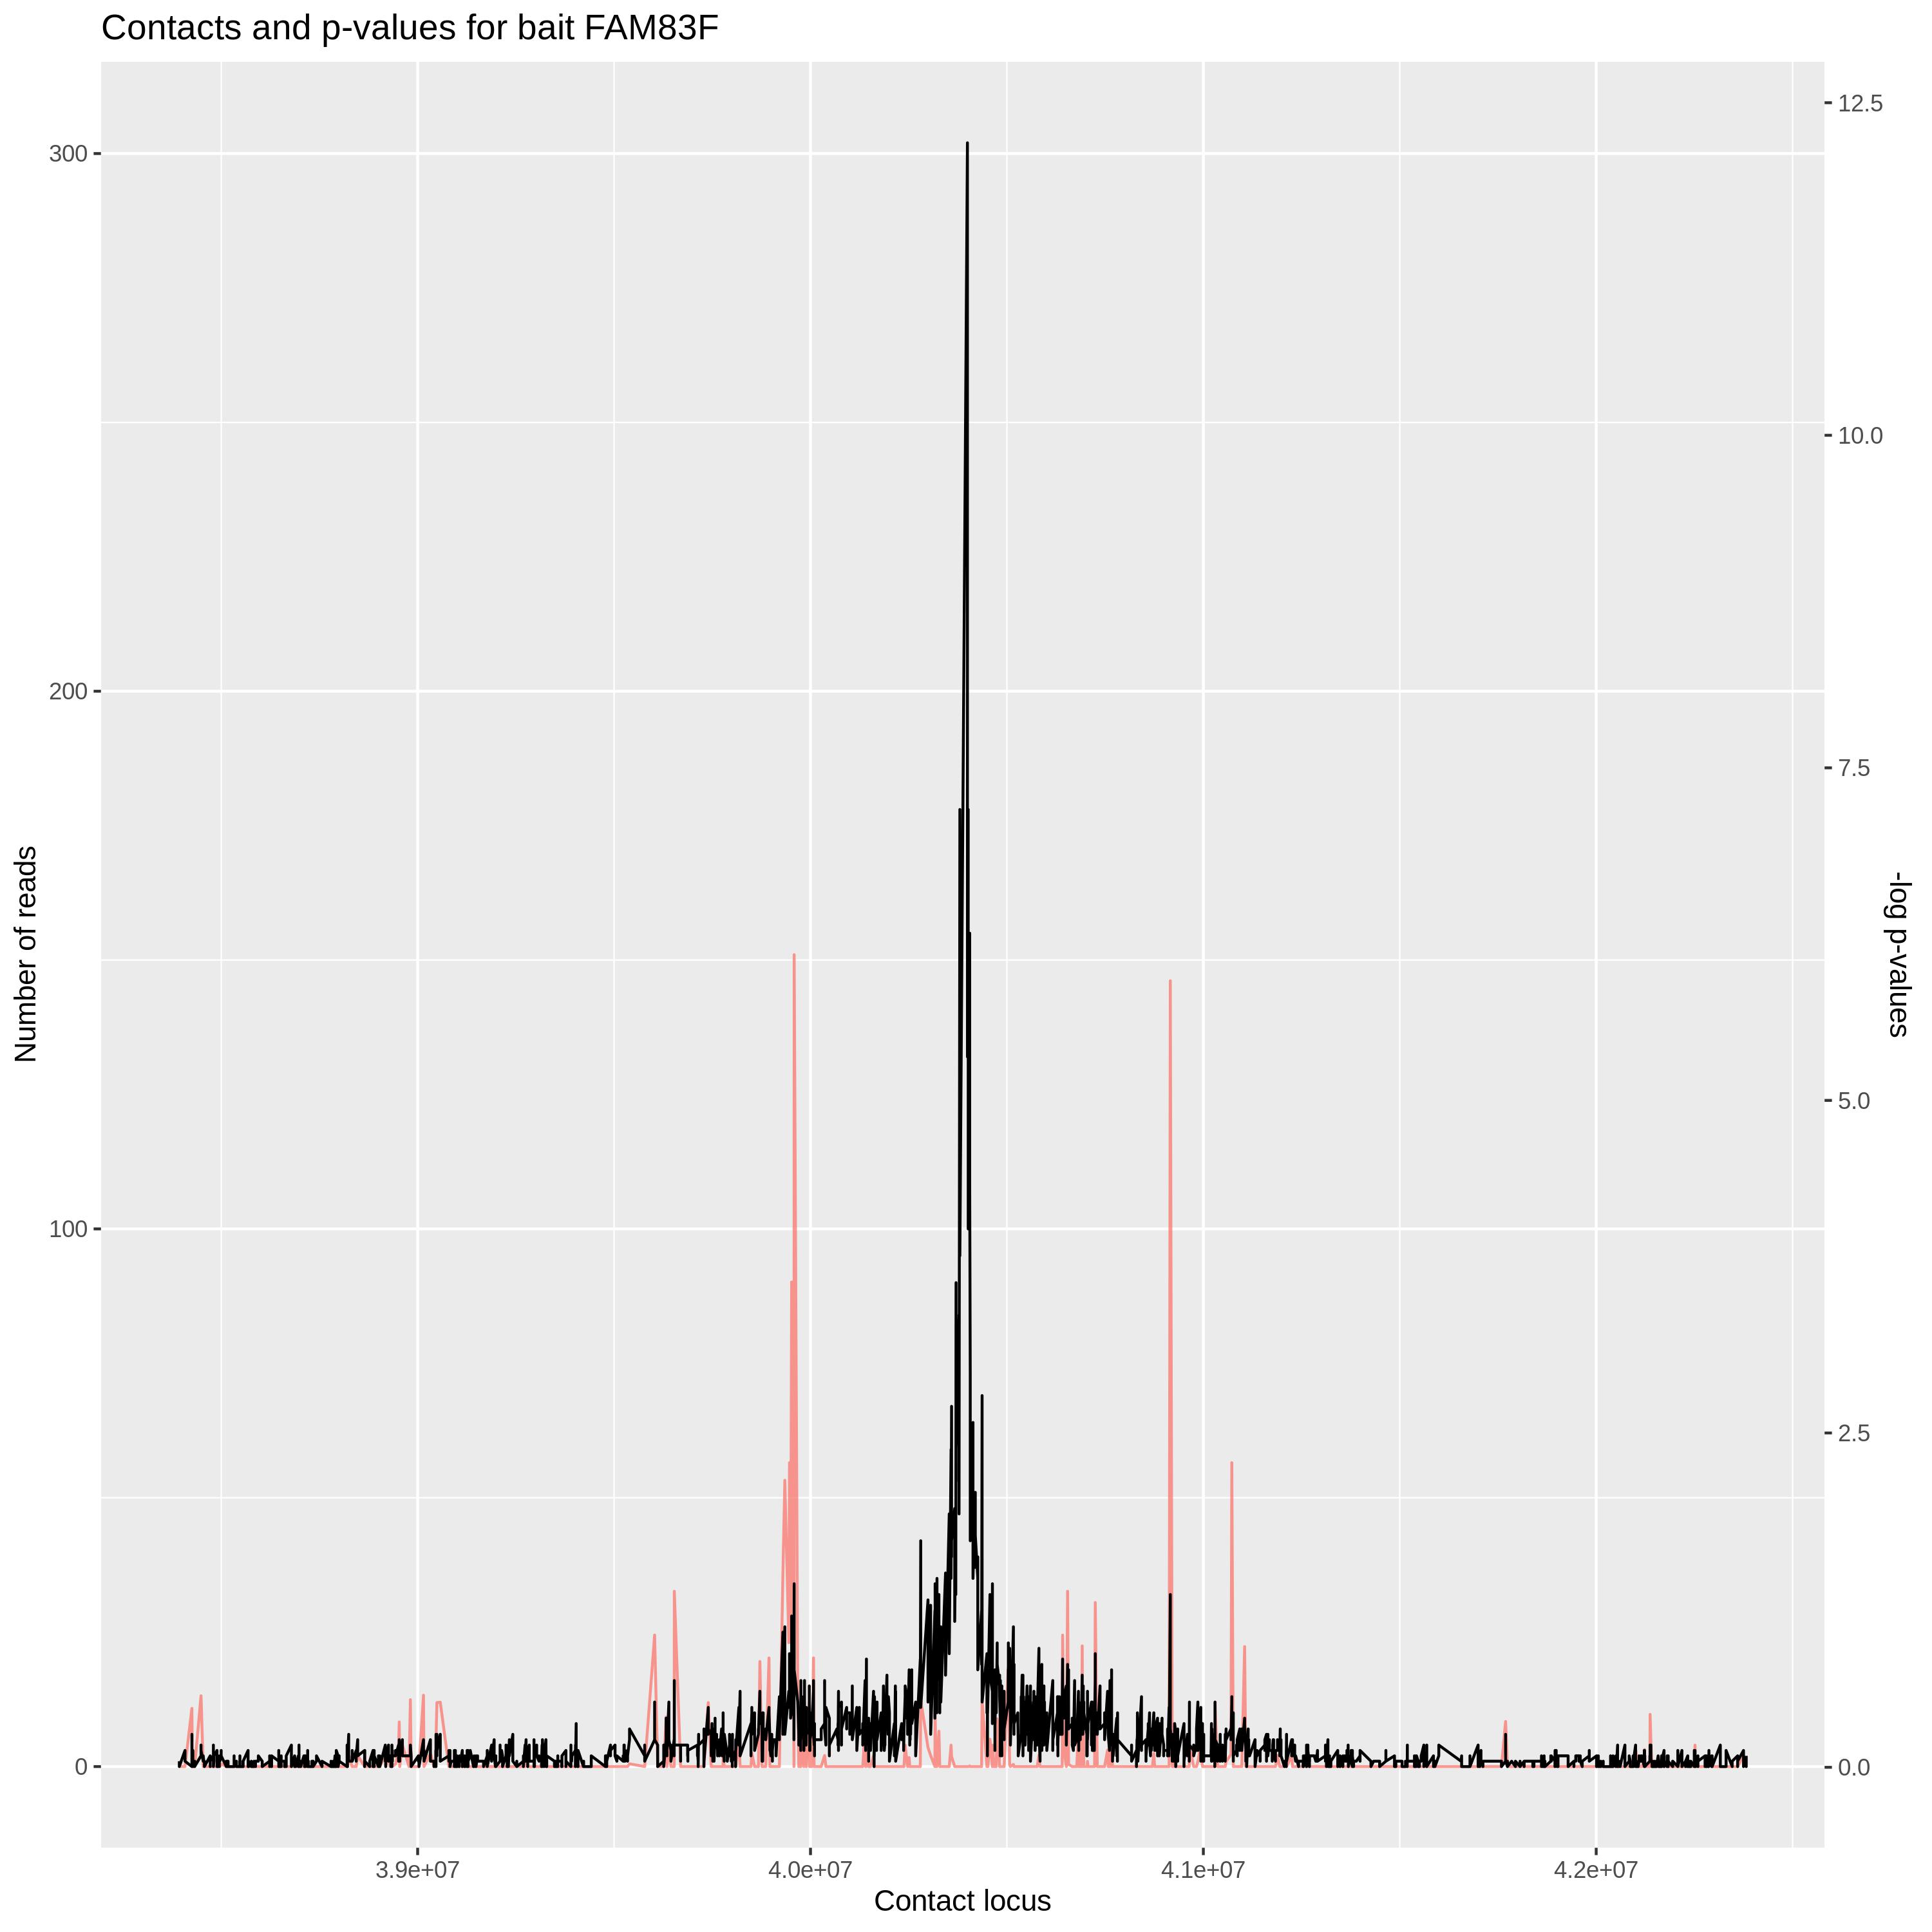 Contacts and p-values for bait FAM83F
300
200
100
0
Number of reads
12.5
10.0
7.5
5.0
2.5
0.0
-log p-values
3.9e+07
4.0e+07
4.1e+07
4.2e+07
Contact locus